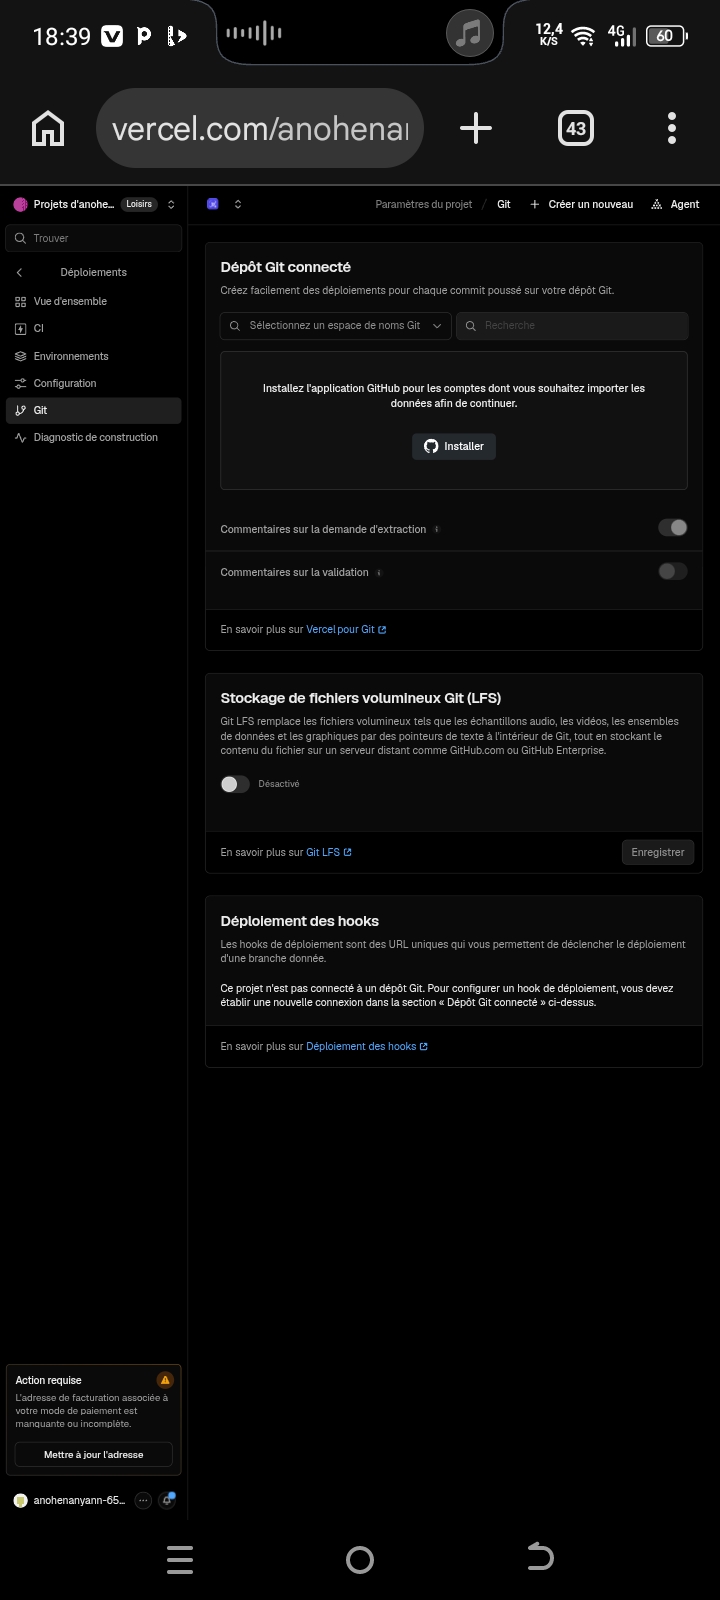 18:39
12,4
K/S
4G
60
vercel.com/anohenar
43
Projets d'anohe...
Loisirs
Paramètres du projet / Git
Créer un nouveau
Agent
Trouver
Déploiements
Vue d'ensemble
CI
Environnements
Configuration
Git
Diagnostic de construction
Dépôt Git connecté
Créez facilement des déploiements pour chaque commit poussé sur votre dépôt Git.
Sélectionnez un espace de noms Git
Recherche
Installez l'application GitHub pour les comptes dont vous souhaitez importer les
données afin de continuer.
Installer
Commentaires sur la demande d'extraction
Commentaires sur la validation
En savoir plus sur Vercel pour Git
Stockage de fichiers volumineux Git (LFS)
Git LFS remplace les fichiers volumineux tels que les échantillons audio, les vidéos, les ensembles
de données et les graphiques par des pointeurs de texte à l'intérieur de Git, tout en stockant le
contenu du fichier sur un serveur distant comme GitHub.com ou GitHub Enterprise.
Désactivé
En savoir plus sur Git LFS
Enregistrer
Déploiement des hooks
Les hooks de déploiement sont des URL uniques qui vous permettent de déclencher le déploiement
d'une branche donnée.
Ce projet n'est pas connecté à un dépôt Git. Pour configurer un hook de déploiement, vous devez
établir une nouvelle connexion dans la section « Dépôt Git connecté » ci-dessus.
En savoir plus sur Déploiement des hooks
Action requise
L'adresse de facturation associée à
votre mode de paiement est
manquante ou incomplète.
Mettre à jour l'adresse
anohenanyann-65...